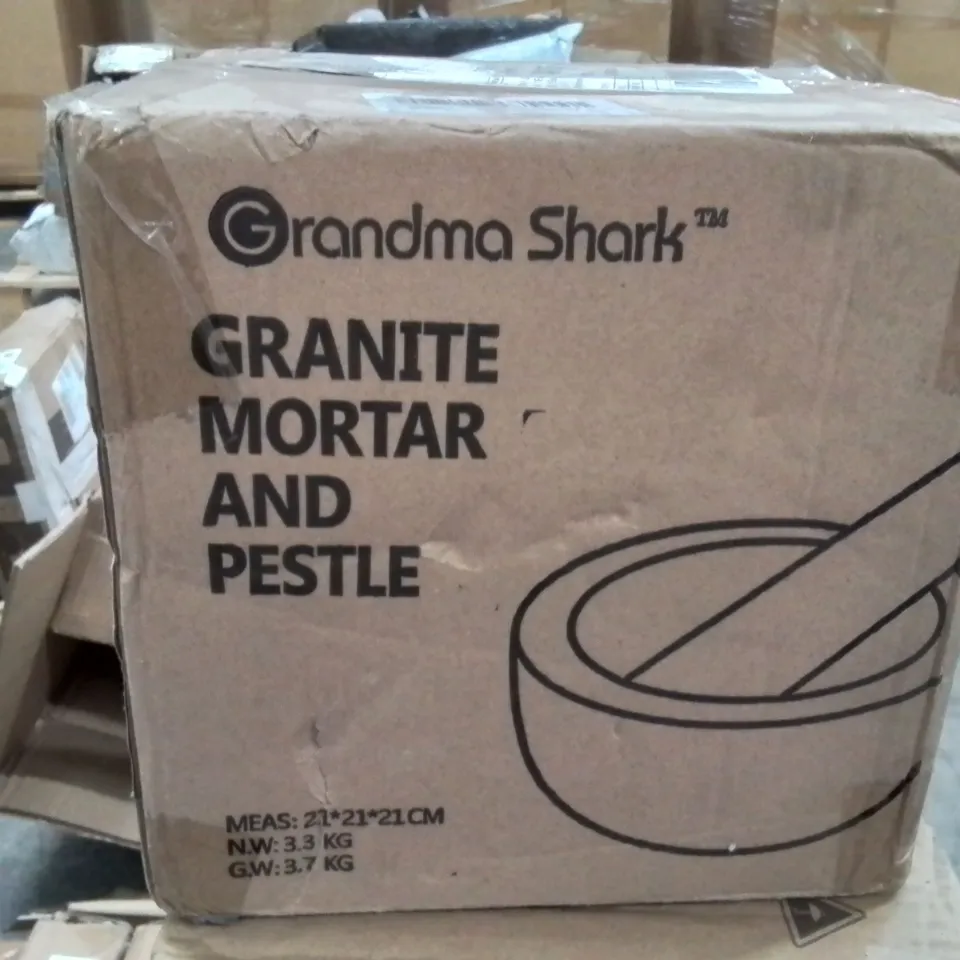 Grandma Shark™
GRANITE
MORTAR
AND
PESTLE
MEAS: 21*21*21CM
N.W: 3.3 KG
G.W: 3.7 KG